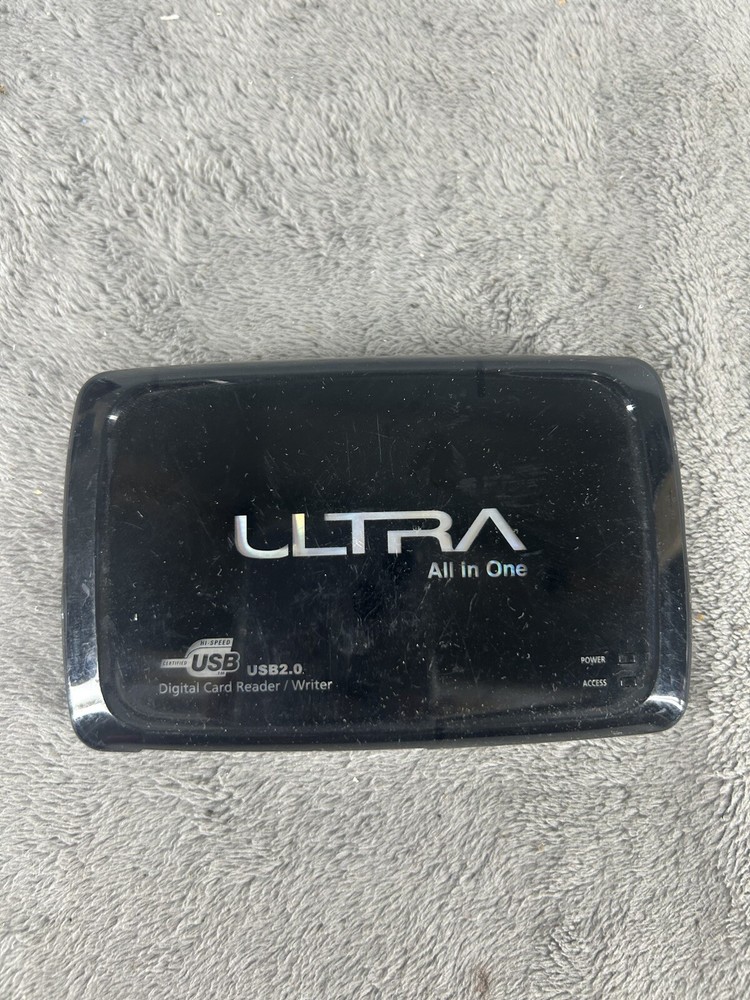 ULTRA
All in One
HI-SPEED
CERTIFIED
USB
USB2.0
Digital Card Reader / Writer
POWER
ACCESS